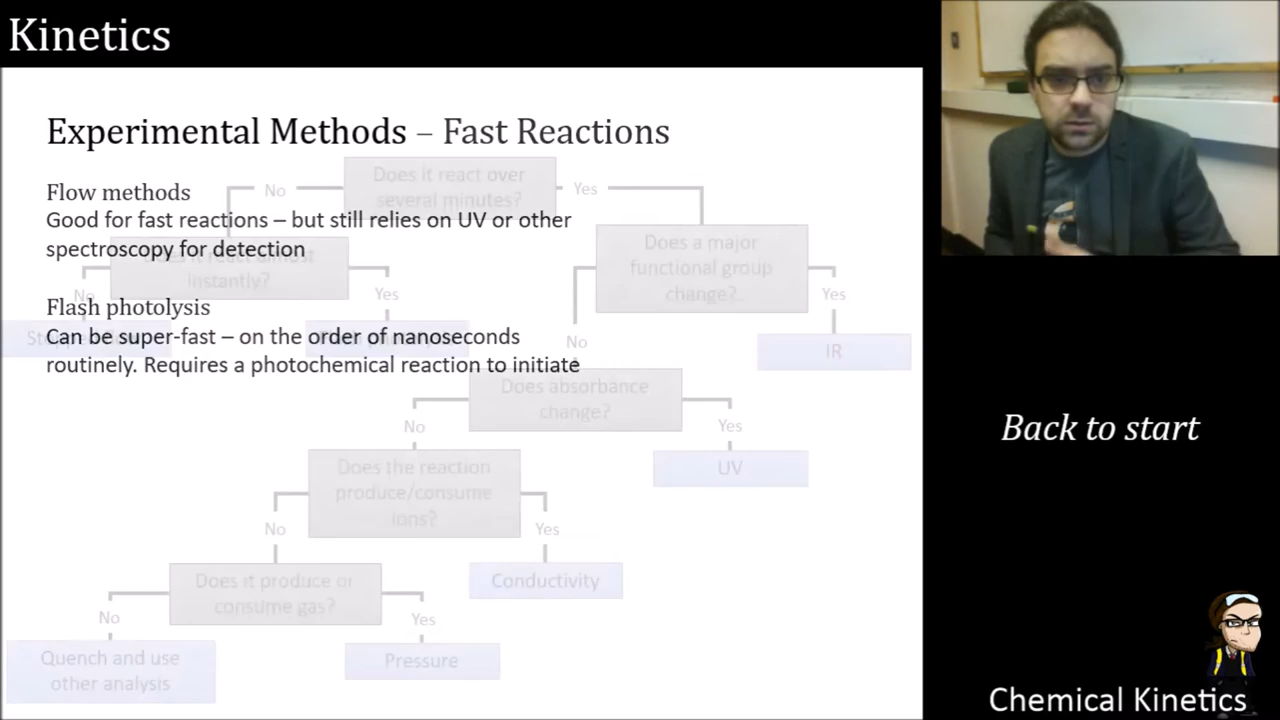 Kinetics
Experimental Methods – Fast Reactions
Flow methods
Good for fast reactions – but still relies on UV or other
spectroscopy for detection
Flash photolysis
Can be super-fast – on the order of nanoseconds
routinely. Requires a photochemical reaction to initiate
Does it react over
several minutes?
No
Yes
instantly?
No
Yes
Does a major
functional group
change?
No
Yes
IR
Does absorbance
change?
No
Yes
UV
Does the reaction
produce/consume
ions?
No
Yes
Conductivity
Does it produce or
consume gas?
No
Yes
Quench and use
other analysis
Pressure
Back to start
Chemical Kinetics